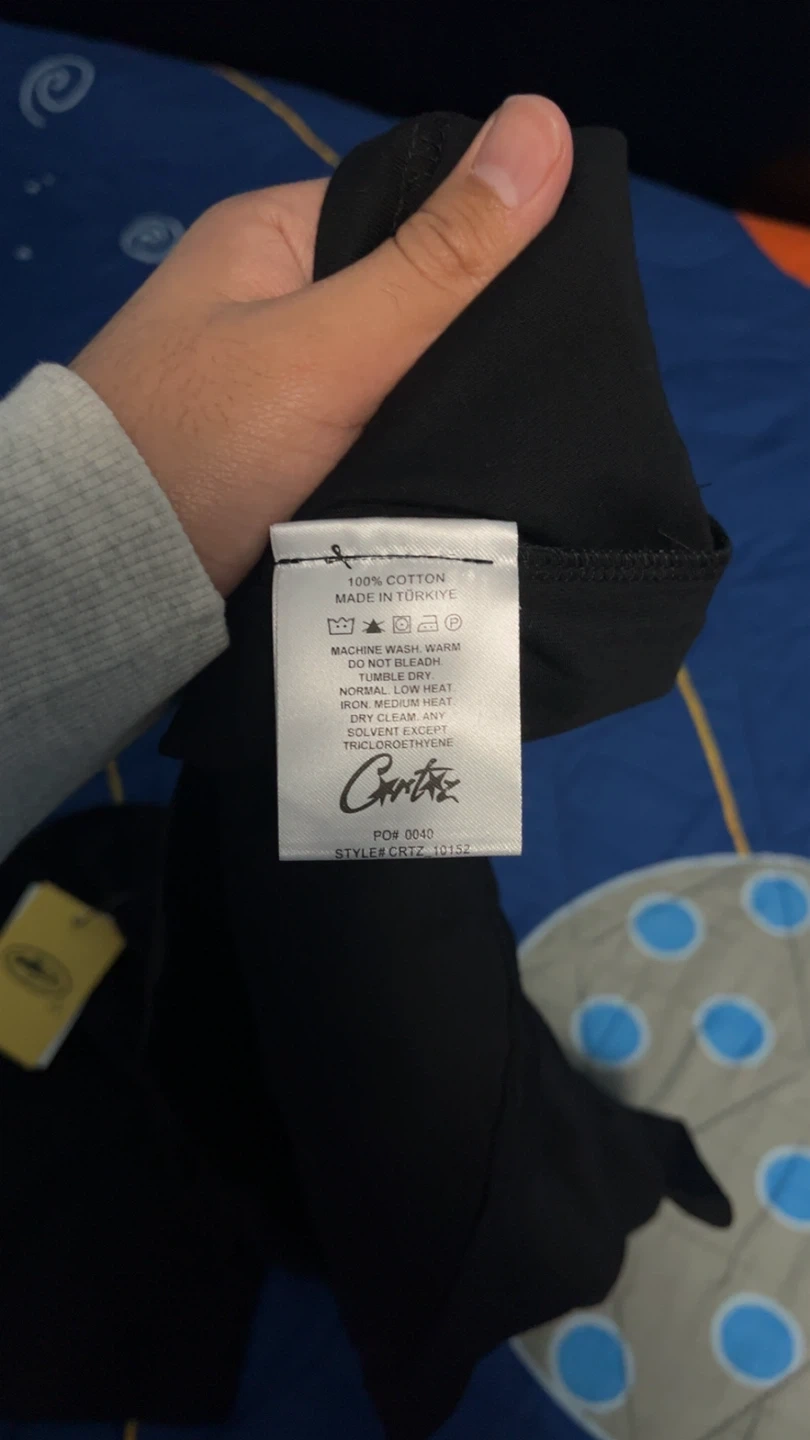 100% COTTON
MADE IN TÜRKIYE
P
MACHINE WASH. WARM
DO NOT BLEADH.
TUMBLE DRY.
NORMAL. LOW HEAT
IRON. MEDIUM HEAT
DRY CLEAM. ANY
SOLVENT EXCEPT
TRICLOROETHYENE
Cortez
PO# 0040
STYLE# CRTZ_10152